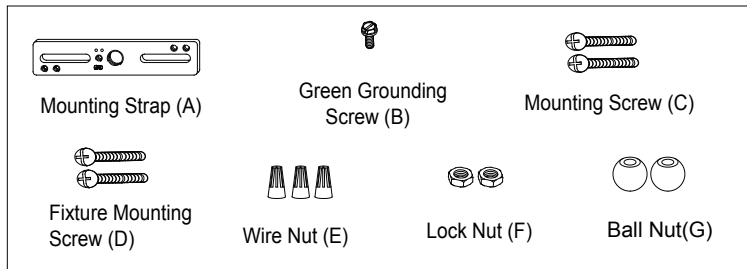 Mounting Strap (A)
Green Grounding
Screw (B)
Mounting Screw (C)
Fixture Mounting
Screw (D)
Wire Nut (E)
Lock Nut (F)
Ball Nut(G)